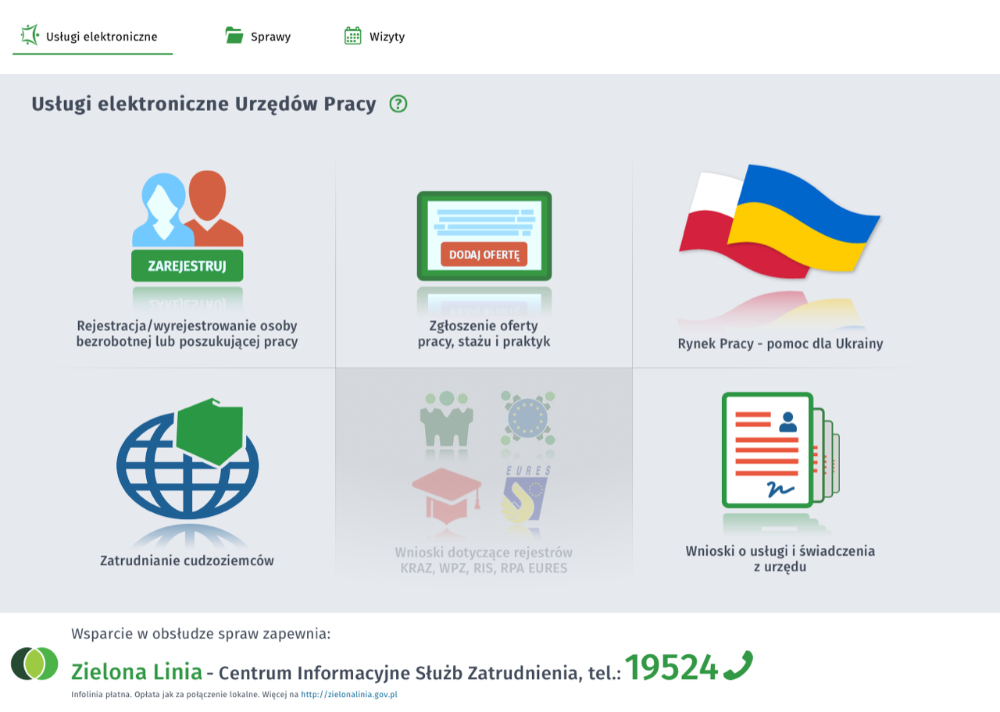 Usługi elektroniczne
Sprawy
Wizyty
Usługi elektroniczne Urzędów Pracy ?
ZAREJESTRUJ
Rejestracja/wyrejestrowanie osoby
bezrobotnej lub poszukującej pracy
DODAJ OFERTĘ
Zgłoszenie oferty
pracy, stażu i praktyk
Rynek Pracy - pomoc dla Ukrainy
Zatrudnianie cudzoziemców
EURES
Wnioski dotyczące rejestrów
KRAZ, WPZ, RIS, RPA EURES
Wnioski o usługi i świadczenia
z urzędu
Wsparcie w obsłudze spraw zapewnia:
Zielona Linia - Centrum Informacyjne Służb Zatrudnienia, tel.: 19524
Infolinia płatna. Opłata jak za połączenie lokalne. Więcej na http://zielonalinia.gov.pl